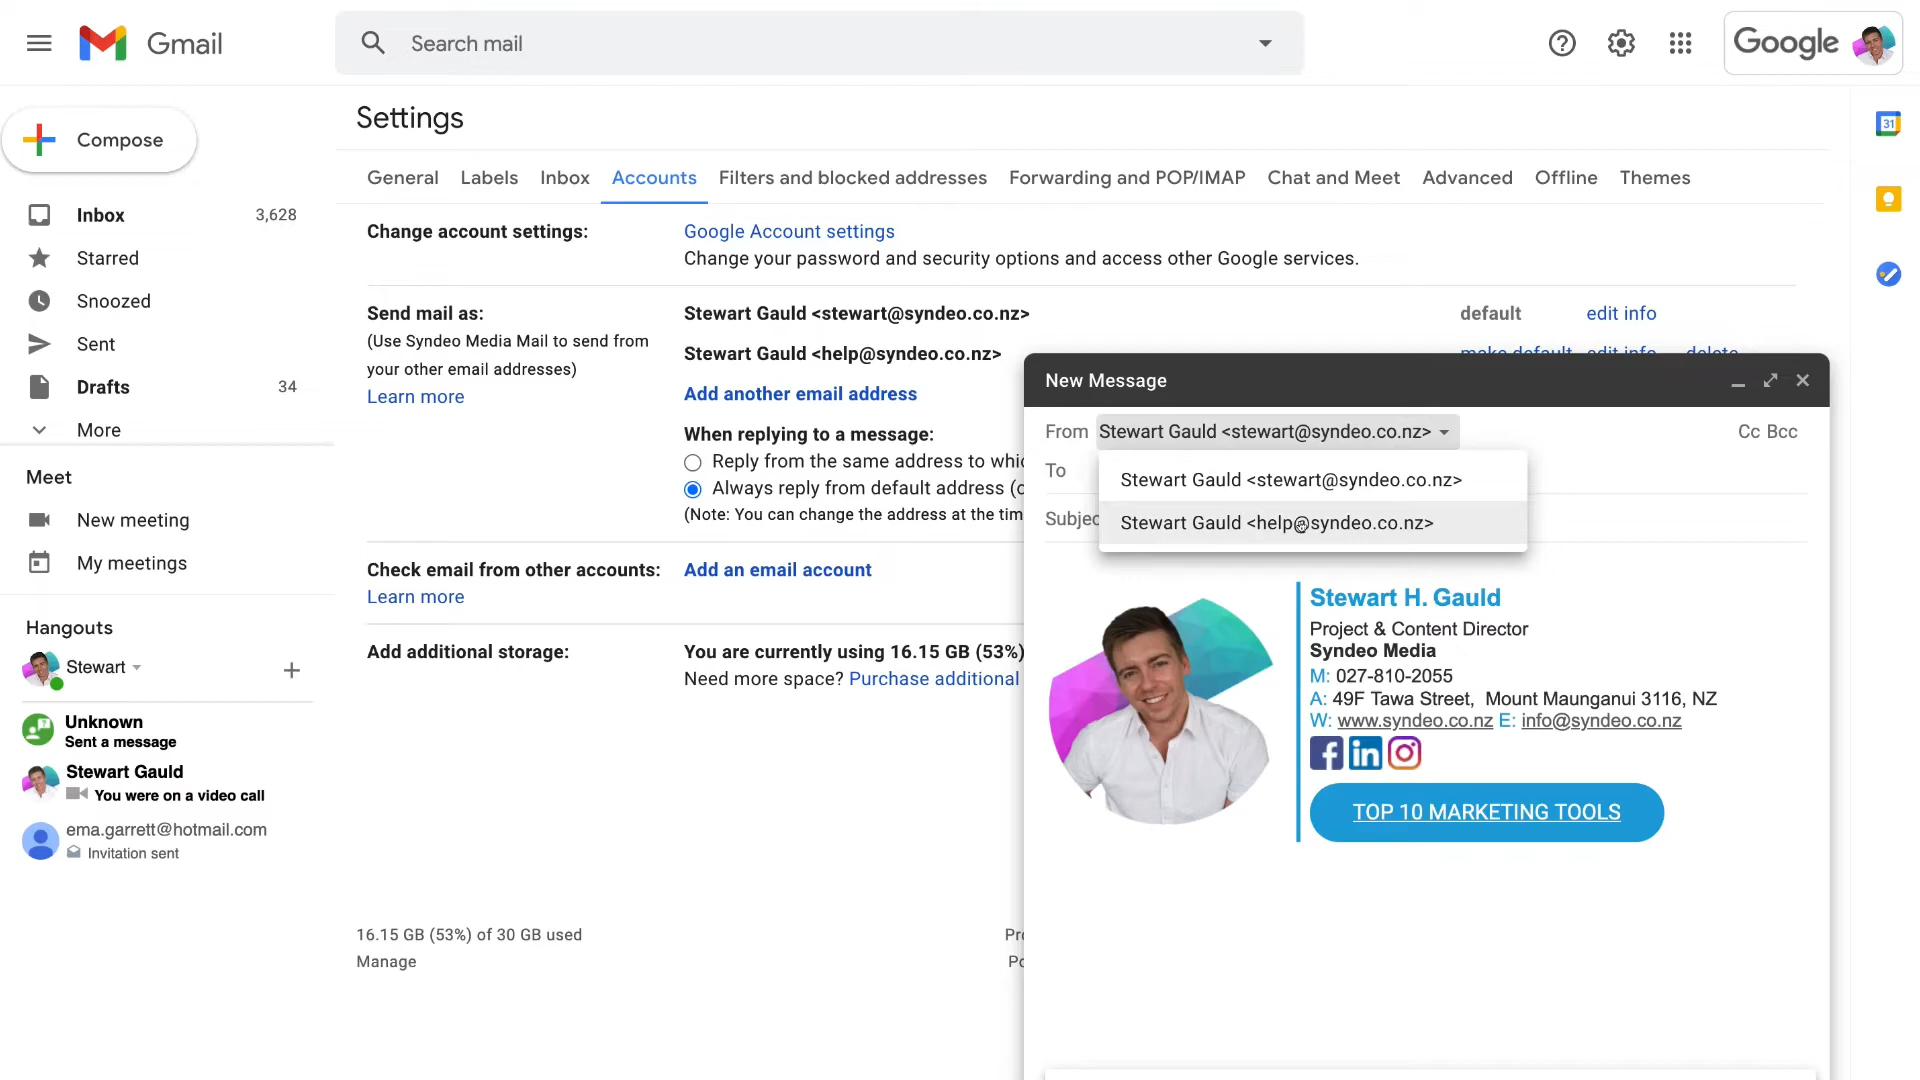 Gmail
Search mail
Google
Compose
Inbox 3,628
Starred
Snoozed
Sent
Drafts 34
More
Meet
New meeting
My meetings
Hangouts
Stewart
Unknown
Sent a message
Stewart Gauld
You were on a video call
ema.garrett@hotmail.com
Invitation sent
Settings
General Labels Inbox Accounts Filters and blocked addresses Forwarding and POP/IMAP Chat and Meet Advanced Offline Themes
Change account settings:
Google Account settings
Change your password and security options and access other Google services.
Send mail as:
(Use Syndeo Media Mail to send from
your other email addresses)
Learn more
Stewart Gauld <stewart@syndeo.co.nz> default edit info
Stewart Gauld <help@syndeo.co.nz> make default edit info delete
Add another email address
When replying to a message:
Reply from the same address to
Always reply from default address
(Note: You can change the address at the
Check email from other accounts:
Learn more
Add an email account
Add additional storage:
You are currently using 16.15 GB (53%)
Need more space? Purchase additional
16.15 GB (53%) of 30 GB used
Manage
New Message
From Stewart Gauld <stewart@syndeo.co.nz> Cc Bcc
To
Stewart Gauld <stewart@syndeo.co.nz>
Stewart Gauld <help@syndeo.co.nz>
Stewart H. Gauld
Project & Content Director
Syndeo Media
M: 027-810-2055
A: 49F Tawa Street, Mount Maunganui 3116, NZ
W: www.syndeo.co.nz E: info@syndeo.co.nz
in
TOP 10 MARKETING TOOLS
31